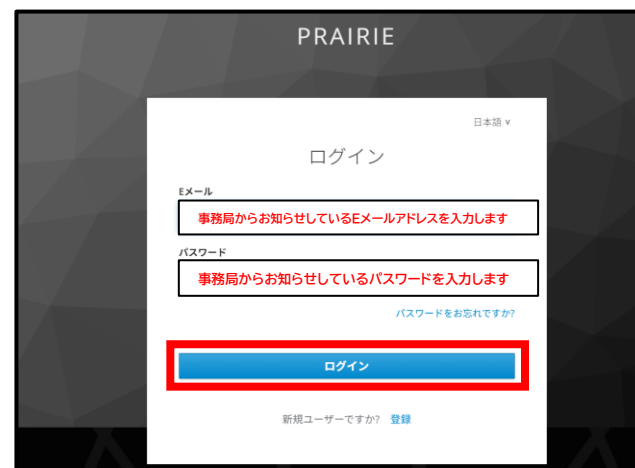 PRAIRIE
日本語 ∨
ログイン
Eメール
事務局からお知らせしているEメールアドレスを入力します
パスワード
事務局からお知らせしているパスワードを入力します
パスワードをお忘れですか?
ログイン
新規ユーザーですか? 登録